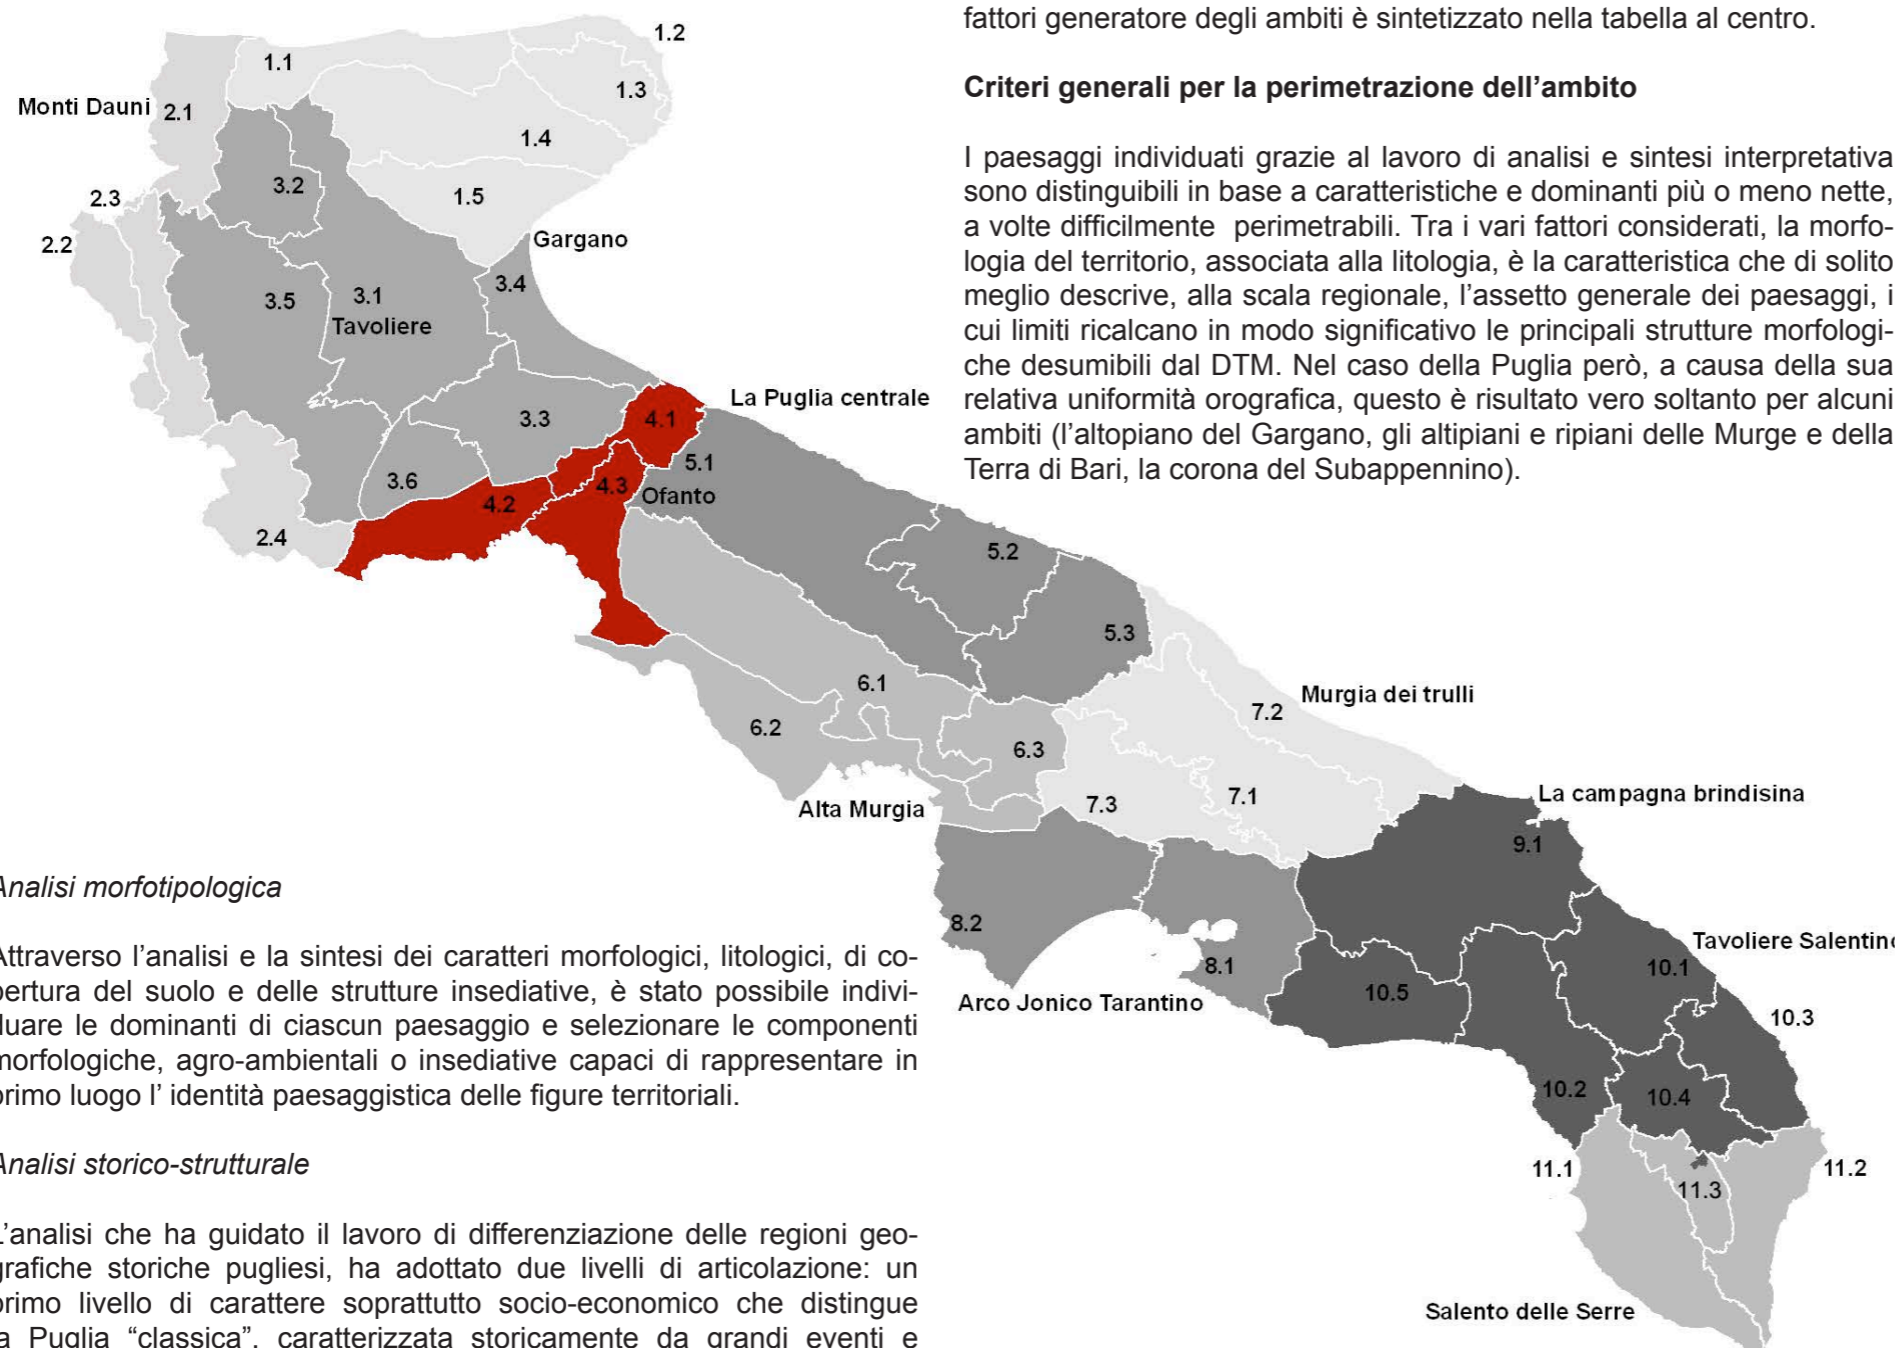 fattori generatore degli ambiti è sintetizzato nella tabella al centro.
Criteri generali per la perimetrazione dell’ambito
I paesaggi individuati grazie al lavoro di analisi e sintesi interpretativa
sono distinguibili in base a caratteristiche e dominanti più o meno nette,
a volte difficilmente perimetrabili. Tra i vari fattori considerati, la morfo-
logia del territorio, associata alla litologia, è la caratteristica che di solito
meglio descrive, alla scala regionale, l’assetto generale dei paesaggi, i
cui limiti ricalcano in modo significativo le principali strutture morfologi-
che desumibili dal DTM. Nel caso della Puglia però, a causa della sua
relativa uniformità orografica, questo è risultato vero soltanto per alcuni
ambiti (l’altopiano del Gargano, gli altipiani e ripiani delle Murge e della
Terra di Bari, la corona del Subappennino).
1.2
1.1
1.3
Monti Dauni
2.1
1.4
3.2
1.5
2.3
2.2
Gargano
3.4
3.5
3.1
Tavoliere
La Puglia centrale
3.3
4.1
5.1
3.6
4.3
Ofanto
4.2
2.4
5.2
5.3
6.1
Murgia dei trulli
7.2
6.2
6.3
7.1
7.3
Alta Murgia
La campagna brindisina
9.1
8.2
Tavoliere Salentino
8.1
10.1
10.5
Arco Jonico Tarantino
10.3
10.2
10.4
11.1
11.2
11.3
Salento delle Serre
Analisi morfotipologica
Attraverso l’analisi e la sintesi dei caratteri morfologici, litologici, di co-
pertura del suolo e delle strutture insediative, è stato possibile indivi-
duare le dominanti di ciascun paesaggio e selezionare le componenti
morfologiche, agro-ambientali o insediative capaci di rappresentare in
primo luogo l’ identità paesaggistica delle figure territoriali.
Analisi storico-strutturale
L’analisi che ha guidato il lavoro di differenziazione delle regioni geo-
grafiche storiche pugliesi, ha adottato due livelli di articolazione: un
primo livello di carattere soprattutto socio-economico che distingue
la Puglia “classica”, caratterizzata storicamente da grandi eventi e